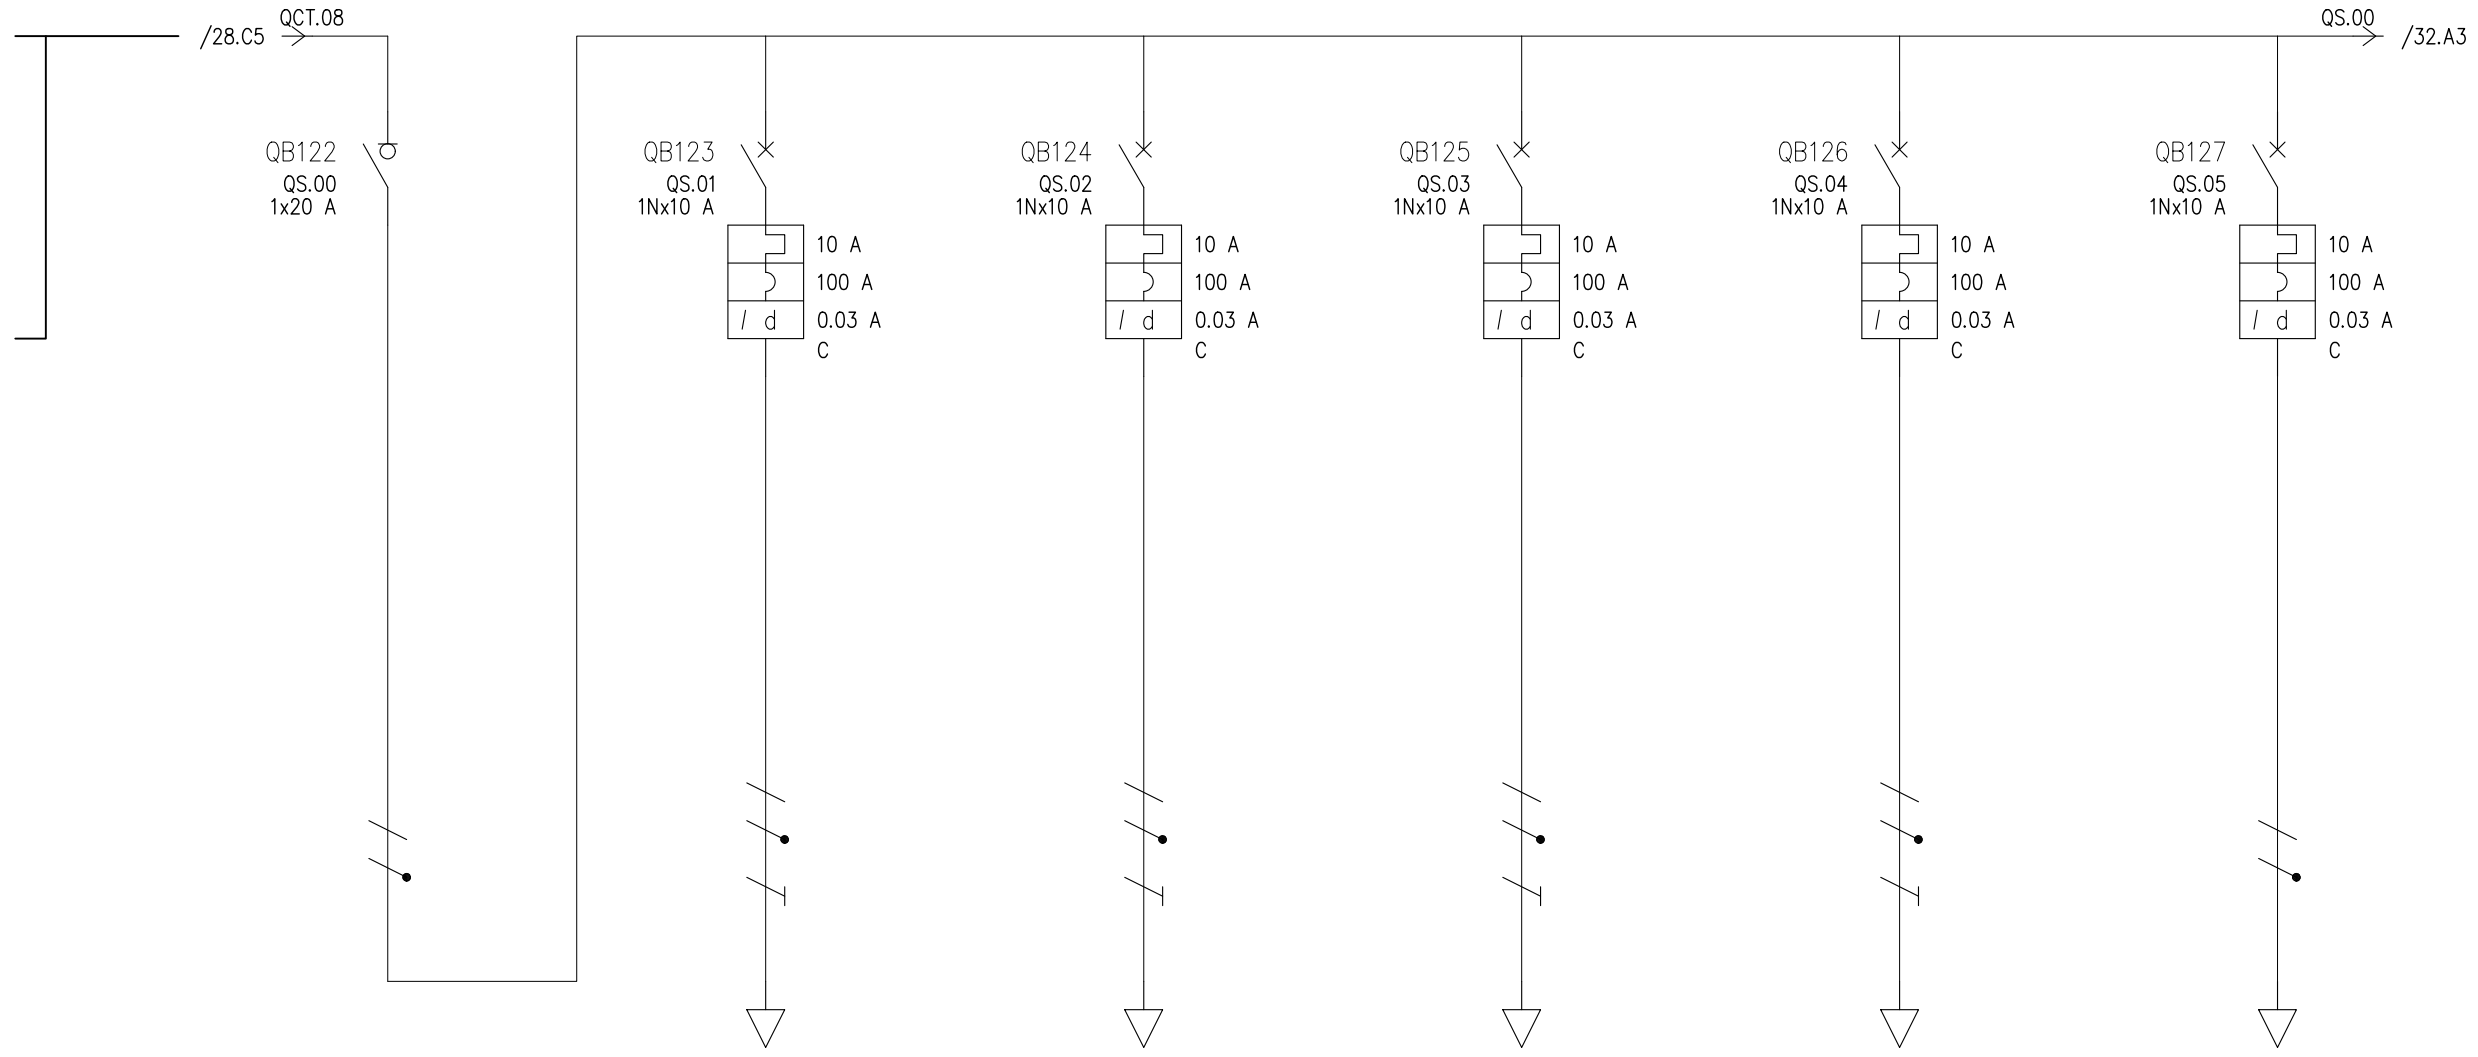 QCT.08
/28.C5
QS.00
/32.A3
QB122
QS.00
1x20 A
QB123
QS.01
1Nx10 A
10 A
100 A
I d
0.03 A
C
QB124
QS.02
1Nx10 A
10 A
100 A
I d
0.03 A
C
QB125
QS.03
1Nx10 A
10 A
100 A
I d
0.03 A
C
QB126
QS.04
1Nx10 A
10 A
100 A
I d
0.03 A
C
QB127
QS.05
1Nx10 A
10 A
100 A
I d
0.03 A
C